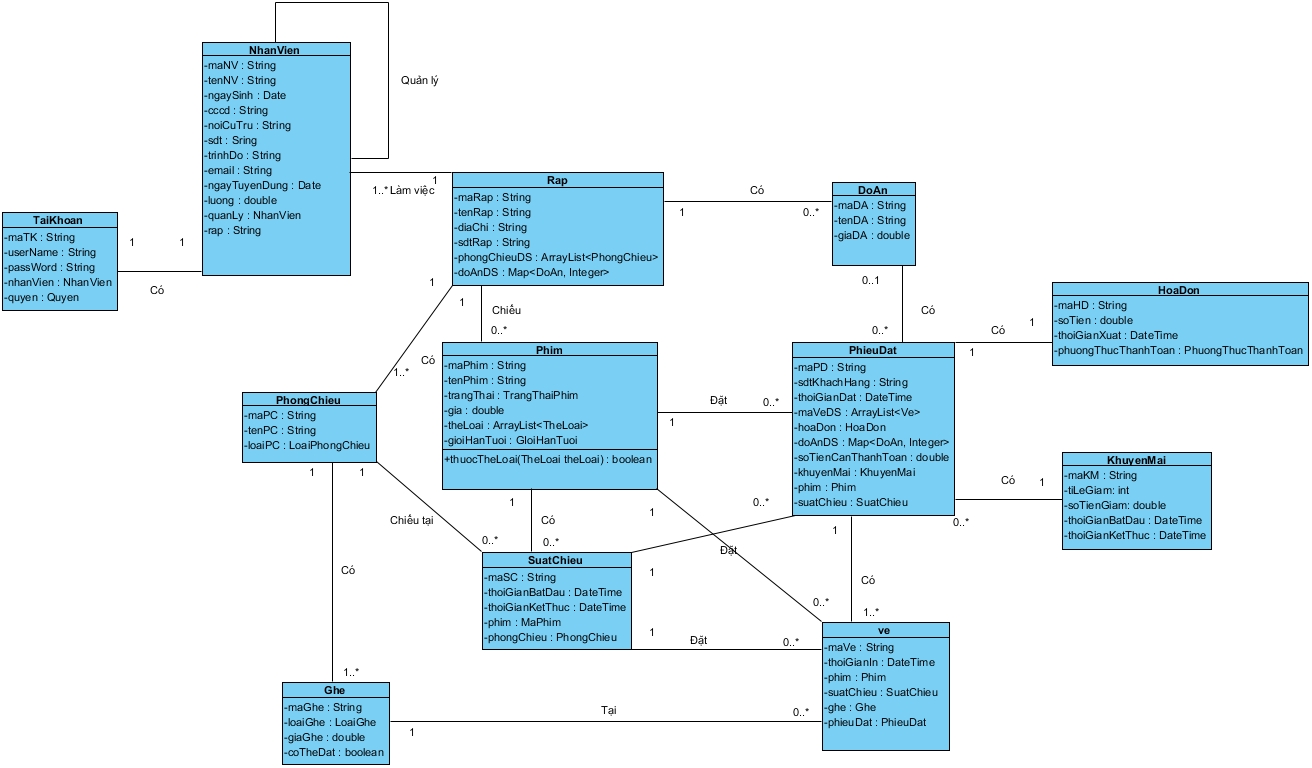 NhanVien
-maNV : String
-tenNV : String
-ngaySinh : Date
-cccd : String
-noiCuTru : String
-sdt : Sring
-trinhDo : String
-email : String
-ngayTuyenDung : Date
-luong : double
-quanLy : NhanVien
-rap : String
Quản lý
1..*
Làm việc
1
TaiKhoan
-maTK : String
-userName : String
-passWord : String
-nhanVien : NhanVien
-quyen : Quyen
1
1
Có
Rap
-maRap : String
-tenRap : String
-diaChi : String
-sdtRap : String
-phongChieuDS : ArrayList<PhongChieu>
-doAnDS : Map<DoAn, Integer>
Có
1
0..*
DoAn
-maDA : String
-tenDA : String
-giaDA : double
0..1
Có
0..*
1
Có
1..*
1
Chiếu
0..*
HoaDon
-maHD : String
-soTien : double
-thoiGianXuat : DateTime
-phuongThucThanhToan : PhuongThucThanhToan
1
Có
1
Phim
-maPhim : String
-tenPhim : String
-trangThai : TrangThaiPhim
-gia : double
-theLoai : ArrayList<TheLoai>
-gioiHanTuoi : GIoiHanTuoi
+thuocTheLoai(TheLoai theLoai) : boolean
Đặt
1
0..*
PhieuDat
-maPD : String
-sdtKhachHang : String
-thoiGianDat : DateTime
-maVeDS : ArrayList<Ve>
-hoaDon : HoaDon
-doAnDS : Map<DoAn, Integer>
-soTienCanThanhToan : double
-khuyenMai : KhuyenMai
-phim : Phim
-suatChieu : SuatChieu
PhongChieu
-maPC : String
-tenPC : String
-loaiPC : LoaiPhongChieu
KhuyenMai
-maKM : String
-tiLeGiam: int
-soTienGiam: double
-thoiGianBatDau : DateTime
-thoiGianKetThuc : DateTime
Có
1
0..*
1
1
Chiếu tại
0..*
1
Có
0..*
1
0..*
Đặt
1
0..*
1
Có
1..*
SuatChieu
-maSC : String
-thoiGianBatDau : DateTime
-thoiGianKetThuc : DateTime
-phim : MaPhim
-phongChieu : PhongChieu
1
Đặt
0..*
ve
-maVe : String
-thoiGianIn : DateTime
-phim : Phim
-suatChieu : SuatChieu
-ghe : Ghe
-phieuDat : PhieuDat
Có
1..*
Ghe
-maGhe : String
-loaiGhe : LoaiGhe
-giaGhe : double
-coTheDat : boolean
1
Tại
0..*